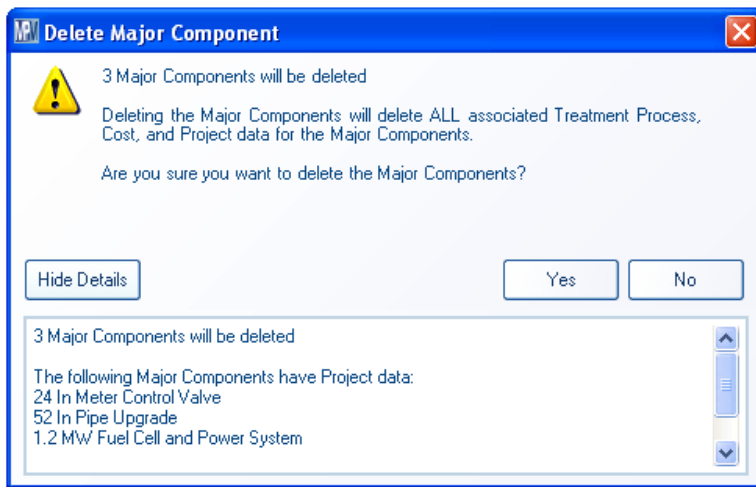 MPV Delete Major Component
3 Major Components will be deleted
Deleting the Major Components will delete ALL associated Treatment Process,
Cost, and Project data for the Major Components.
Are you sure you want to delete the Major Components?
Hide Details
Yes
No
3 Major Components will be deleted
The following Major Components have Project data:
24 In Meter Control Valve
52 In Pipe Upgrade
1.2 MW Fuel Cell and Power System